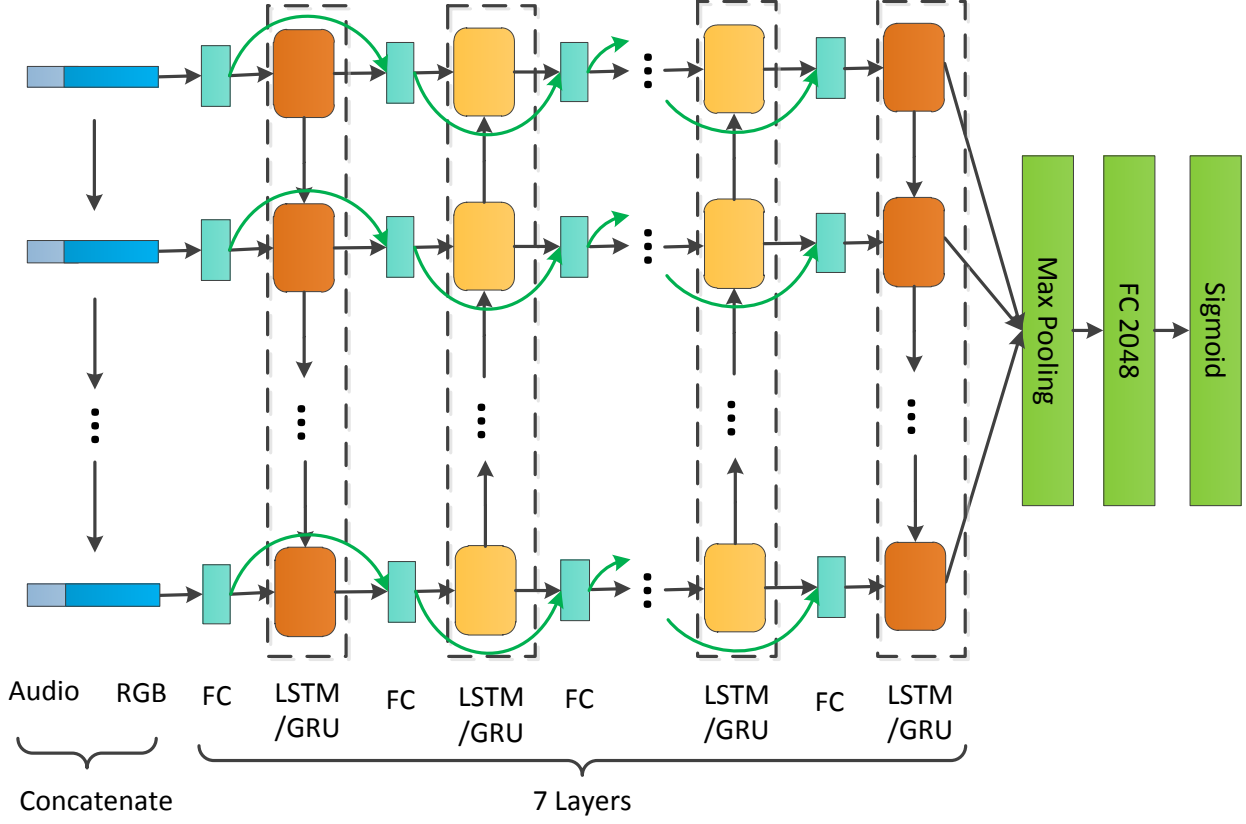 Max Pooling
FC 2048
Sigmoid
Audio
RGB
FC
LSTM
/GRU
FC
LSTM
/GRU
FC
LSTM
/GRU
FC
LSTM
/GRU
Concatenate
7 Layers